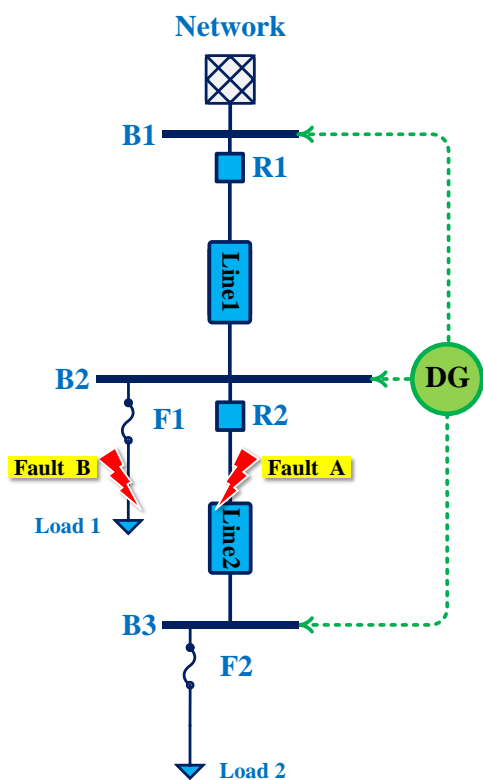 Network
B1
R1
Line1
B2
DG
F1
R2
Fault B
Fault A
Load 1
Line2
B3
F2
Load 2